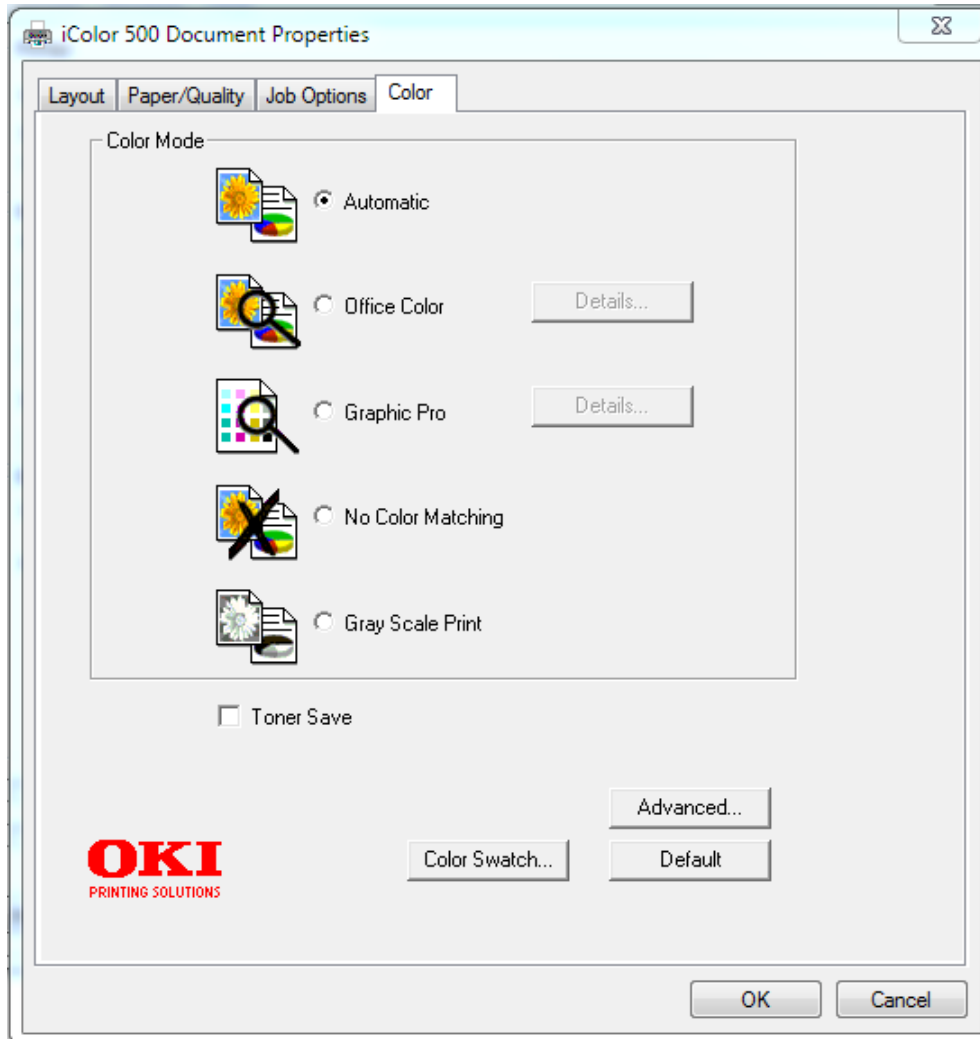 iColor 500 Document Properties
Layout Paper/Quality Job Options Color
Color Mode
Automatic
Office Color Details...
Graphic Pro Details...
No Color Matching
Gray Scale Print
Toner Save
Advanced...
OKI
Color Swatch... Default
PRINTING SOLUTIONS
OK Cancel